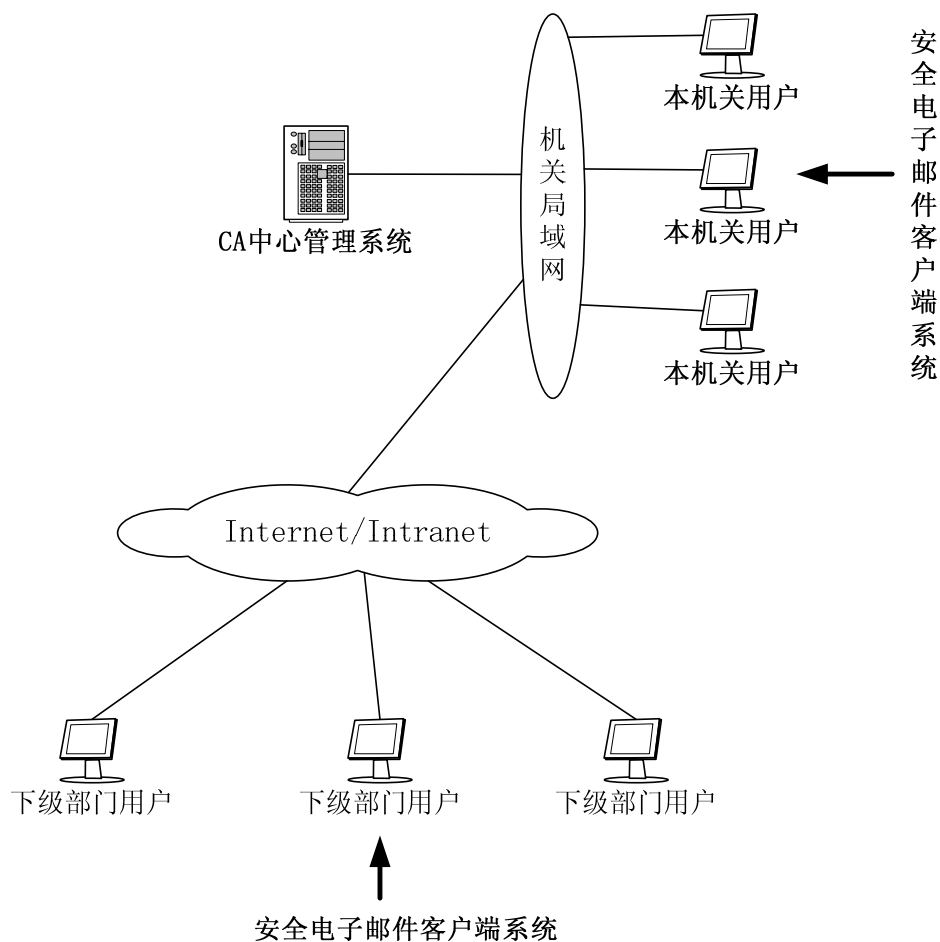 本机关用户
机关局域网
本机关用户
安全电子邮件客户端系统
CA中心管理系统
本机关用户
Internet/Intranet
下级部门用户
下级部门用户
下级部门用户
安全电子邮件客户端系统